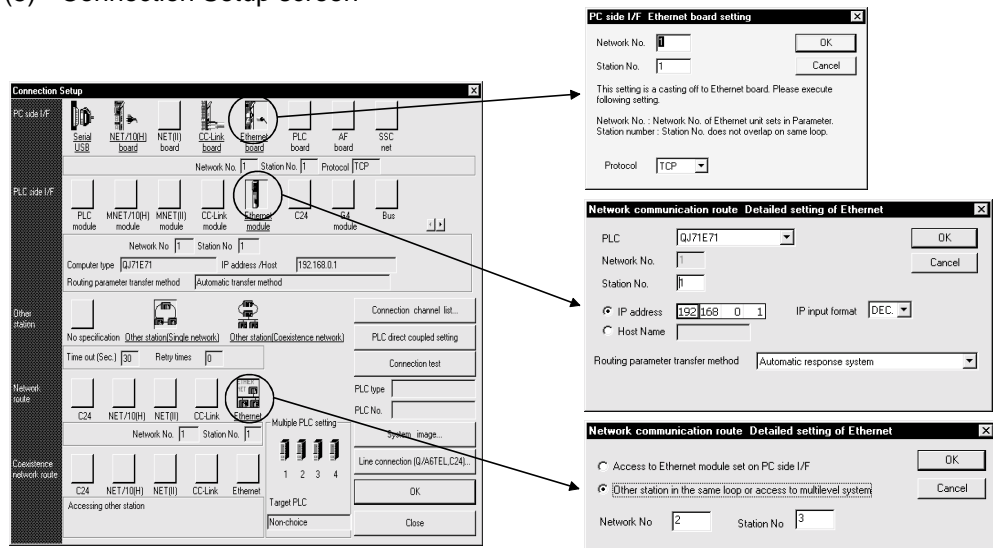 (3) Connection Setup screen
Connection Setup
PC side I/F
Serial USB
NET/10(H) board
NET(II) board
CC-Link board
Ethernet board
PLC board
AF board
SSC net
Network No. 1 Station No. 1 Protocol TCP
PLC side I/F
PLC module
MNET/10(H) module
MNET(II) module
CC-Link module
Ethernet module
C24
G4 module
Bus
Network No 1 Station No 1
Computer type QJ71E71 IP address /Host 192.168.0.1
Routing parameter transfer method Automatic transfer method
Other station
No specification
Other station(Single network)
Other station(Coexistence network)
Time out (Sec.) 30 Retly times 0
Connection channel list...
PLC direct coupled setting
Connection test
PLC type
PLC No.
System image...
Line connection (Q/A6TEL,C24)...
OK
Close
Network route
C24
NET/10(H)
NET(II)
CC-Link
Ethernet
Network No. 1 Station No. 1
Multiple PLC setting
1 2 3 4
Target PLC
Non-choice
Coexistence network route
C24
NET/10(H)
NET(II)
CC-Link
Ethernet
Accessing other station
PC side I/F Ethernet board setting
Network No. 1
OK
Station No. 1
Cancel
This setting is a casting off to Ethernet board. Please execute
following setting.
Network No. : Network No. of Ethernet unit sets in Parameter.
Station number : Station No. does not overlap on same loop.
Protocol TCP
Network communication route Detailed setting of Ethernet
PLC QJ71E71
OK
Network No. 1
Cancel
Station No. 1
IP address 192 168 0 1 IP input format DEC.
Host Name
Routing parameter transfer method Automatic response system
Network communication route Detailed setting of Ethernet
Access to Ethernet module set on PC side I/F
OK
Other station in the same loop or access to multilevel system
Cancel
Network No 2 Station No 3